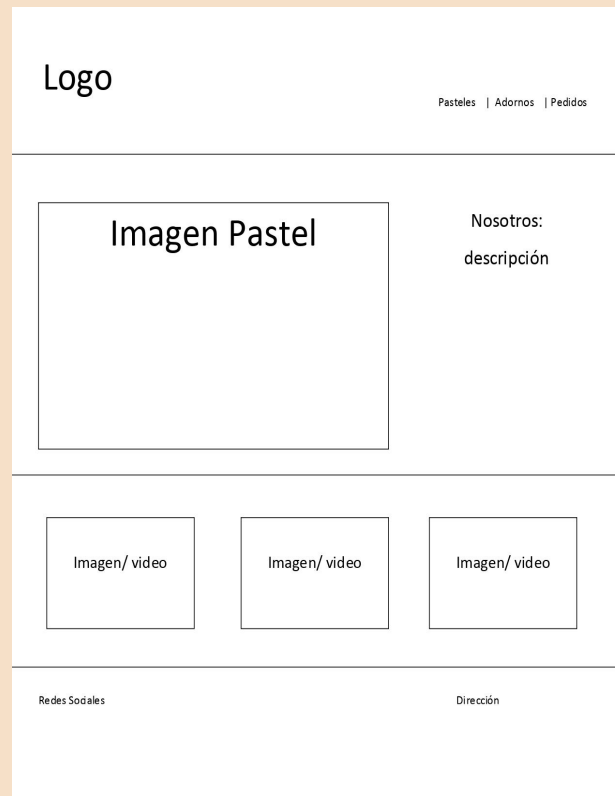 Logo
Pasteles | Adornos | Pedidos
Imagen Pastel
Nosotros:
descripción
Imagen/ video
Imagen/ video
Imagen/ video
Redes Sociales
Dirección